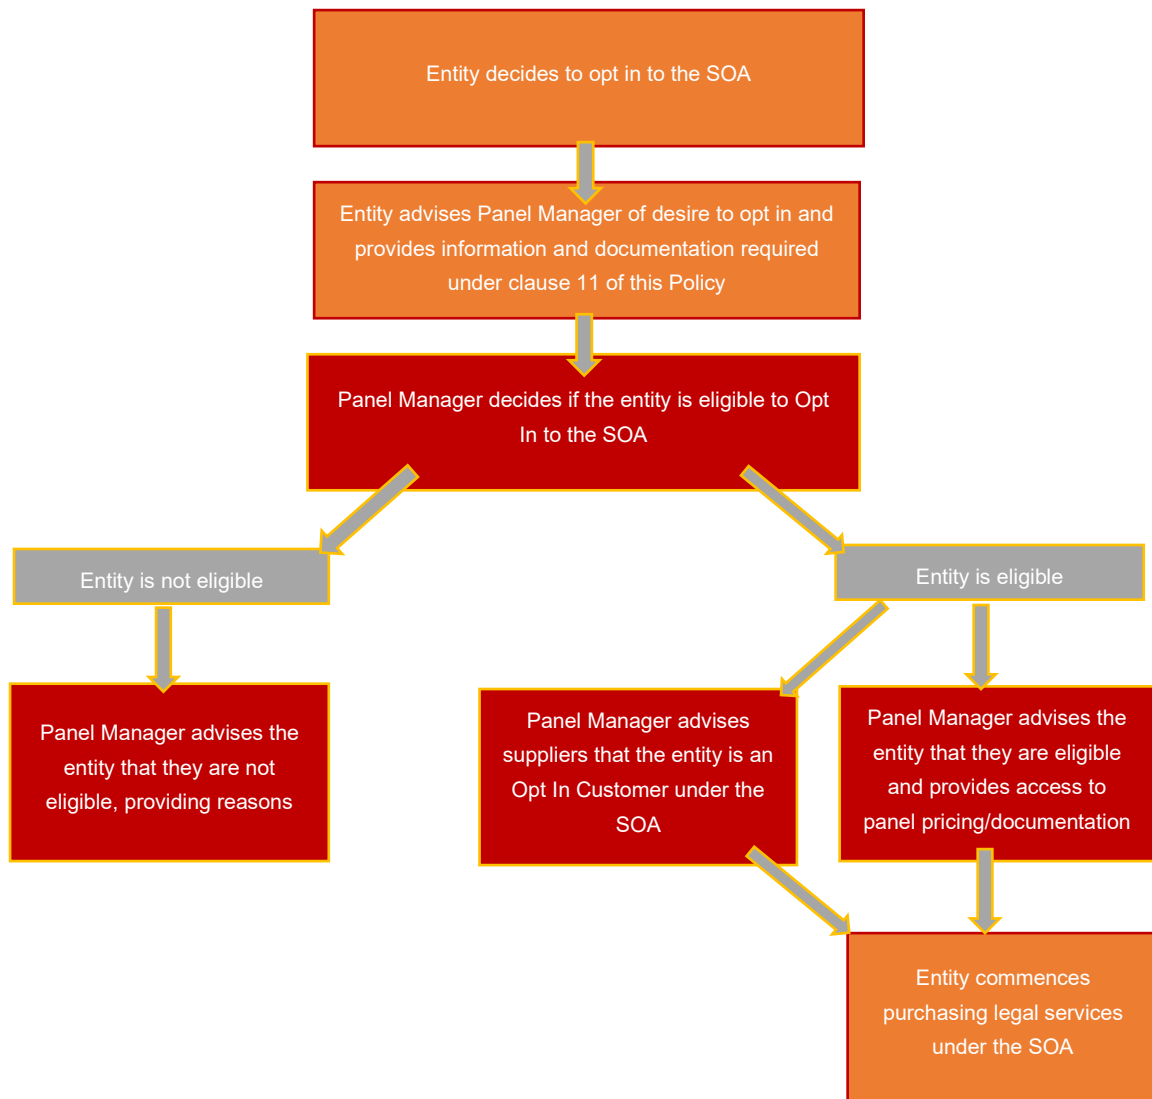 Entity decides to opt in to the SOA
Entity advises Panel Manager of desire to opt in and
provides information and documentation required
under clause 11 of this Policy
Panel Manager decides if the entity is eligible to Opt
In to the SOA
Entity is not eligible
Entity is eligible
Panel Manager advises the
entity that they are not
eligible, providing reasons
Panel Manager advises
suppliers that the entity is an
Opt In Customer under the
SOA
Panel Manager advises the
entity that they are eligible
and provides access to
panel pricing/documentation
Entity commences
purchasing legal services
under the SOA